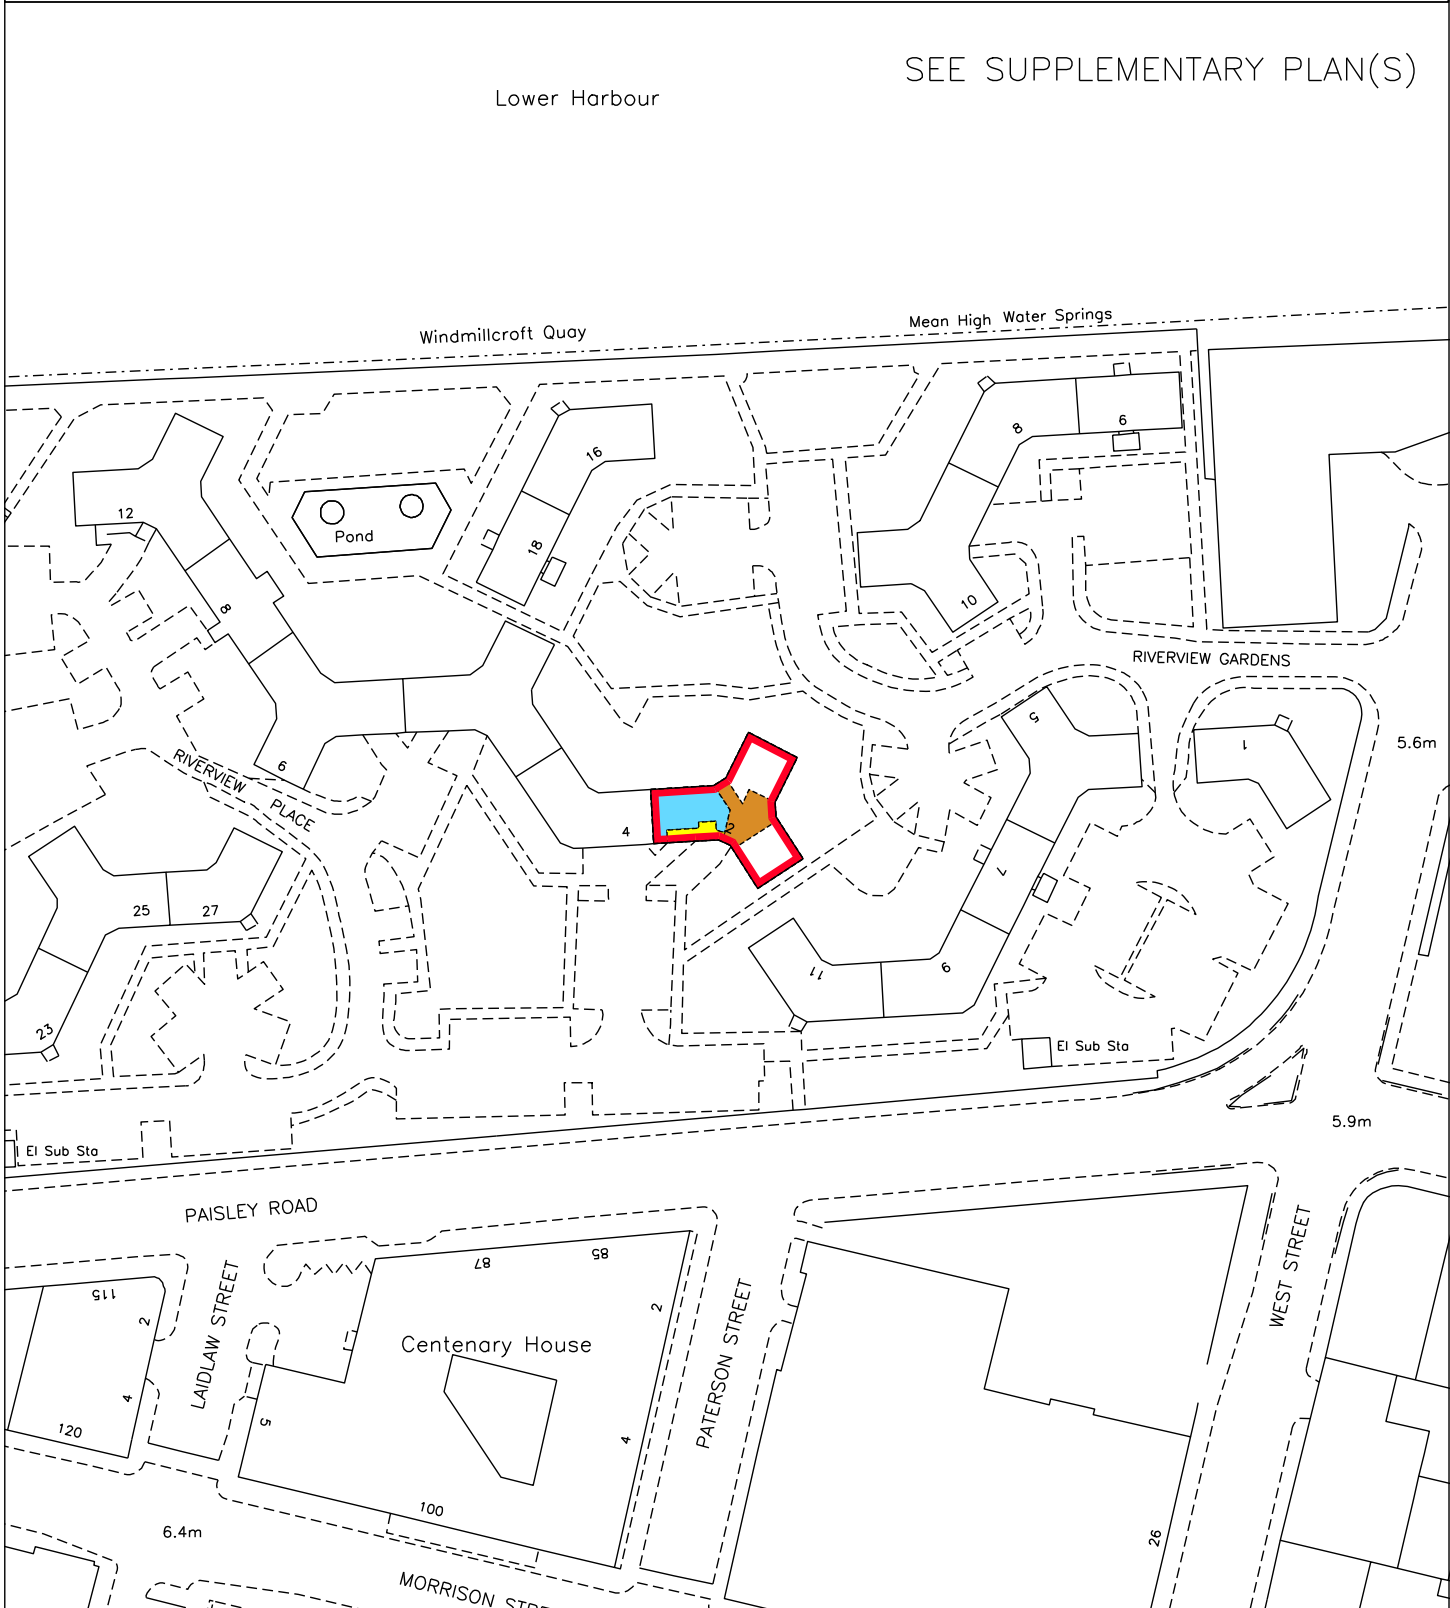 SEE SUPPLEMENTARY PLAN(S)
Lower Harbour
Mean High Water Springs
Windmillcroft Quay
6
8
16
12
Pond
18
8
10
RIVERVIEW GARDENS
5
1
5.6m
6
RIVERVIEW PLACE
4
2
7
25
27
11
9
23
El Sub Sta
5.9m
El Sub Sta
PAISLEY ROAD
85
87
115
2
2
LAIDLAW STREET
PATERSON STREET
WEST STREET
Centenary House
4
5
120
4
100
6.4m
26
MORRISON STRE